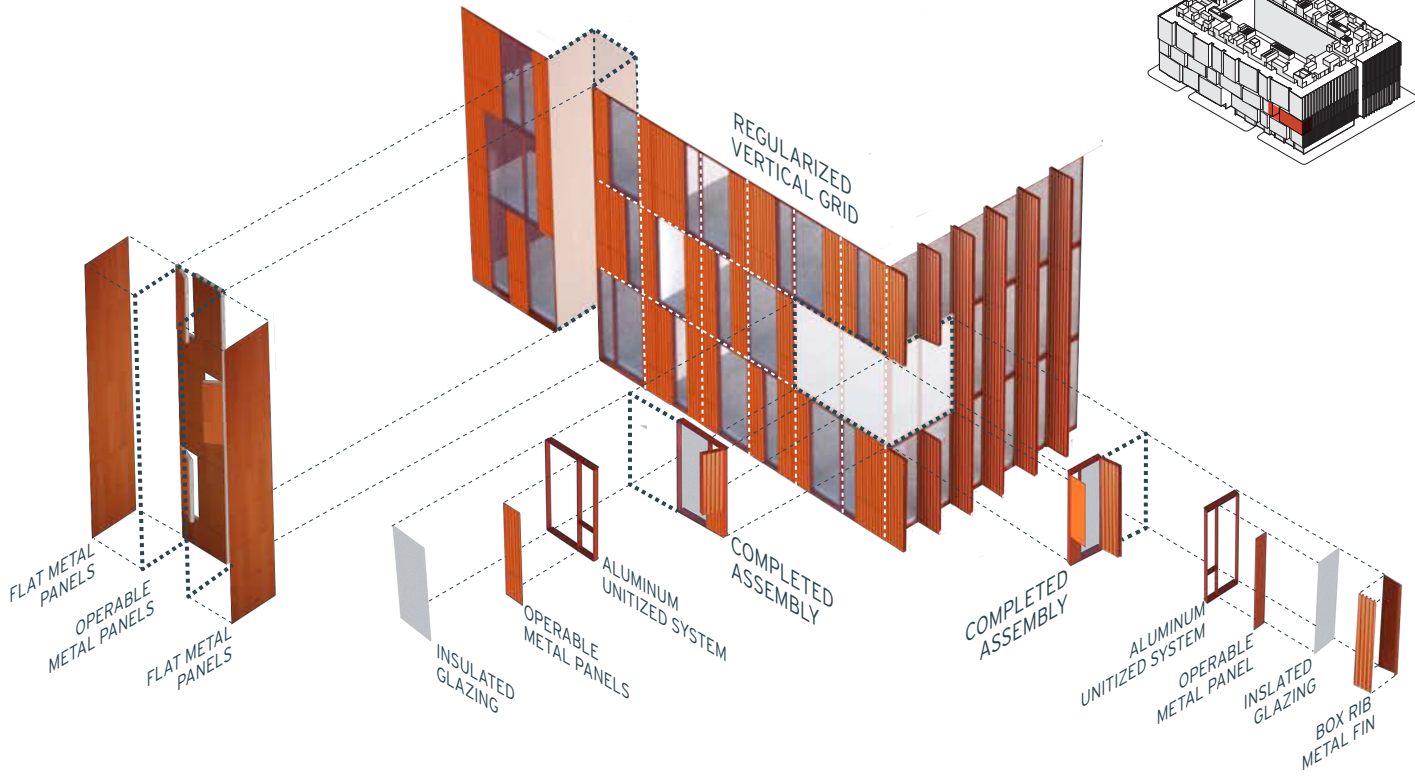 REGULARIZED
VERTICAL GRID
FLAT METAL
PANELS
OPERABLE
METAL PANELS
FLAT METAL
PANELS
INSULATED
GLAZING
OPERABLE
METAL PANELS
ALUMINUM
UNITIZED SYSTEM
COMPLETED
ASSEMBLY
COMPLETED
ASSEMBLY
ALUMINUM
UNITIZED SYSTEM
OPERABLE
METAL PANEL
INSLATED
GLAZING
BOX RIB
METAL FIN